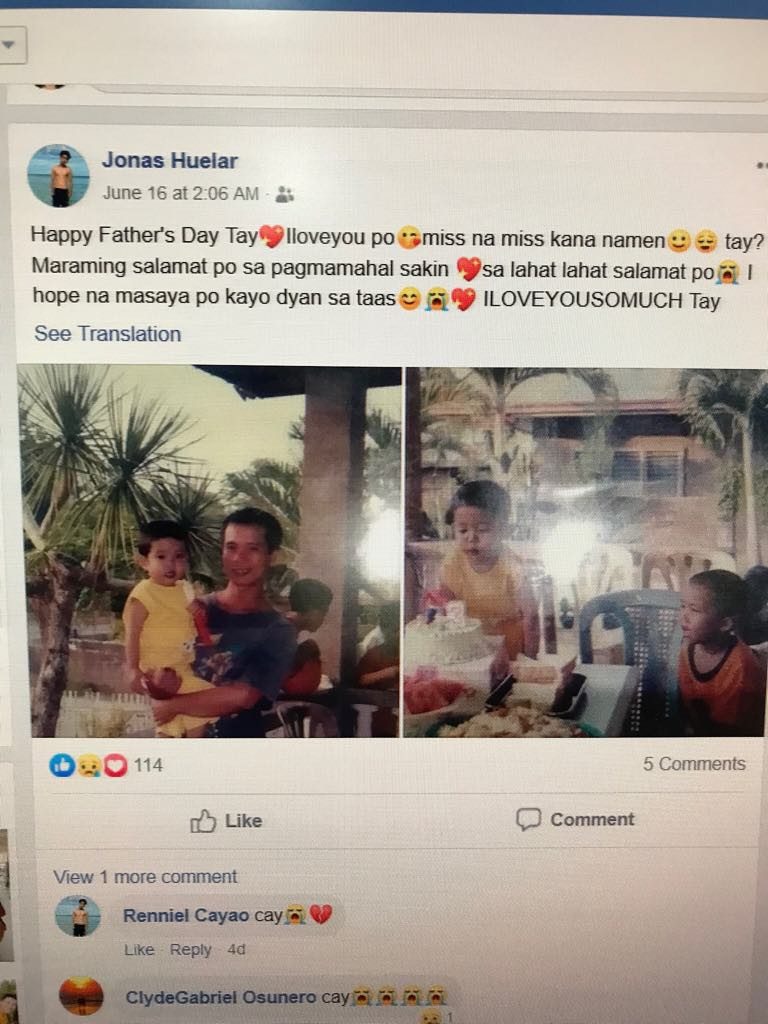 Jonas Huelar
June 16 at 2:06 AM ·
Happy Father's Day Tay💖Iloveyou po😙miss na miss kana namen🙂😌 tay?
Maraming salamat po sa pagmamahal sakin 💖sa lahat lahat salamat po😭 I
hope na masaya po kayo dyan sa taas😊😭💖 ILOVEYOUSOMUCH Tay
See Translation
114
5 Comments
Like
Comment
View 1 more comment
Renniel Cayao cay😭💔
Like · Reply · 4d
ClydeGabriel Osunero cay😭😭😭😭
1